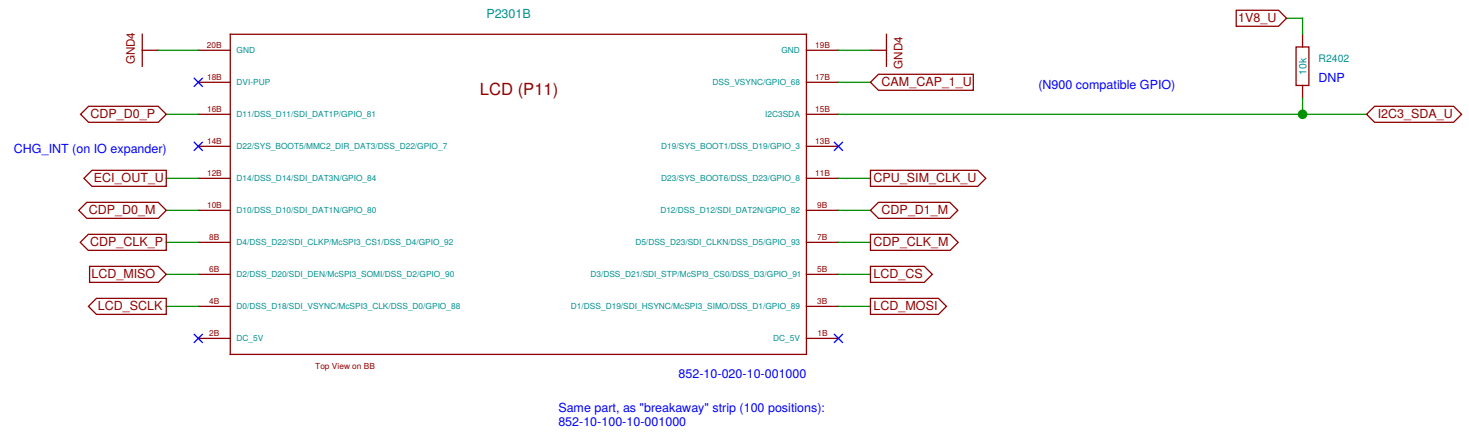 P2301B
1V8_U
GND4
20B
GND
GND
19B
GND4
10k
R2402
DNP
18B
DVI-PUP
LCD (P11)
DSS_VSYNC/GPIO_68
17B
CAM_CAP_1_U
(N900 compatible GPIO)
CDP_D0_P
16B
D11/DSS_D11/SDI_DAT1P/GPIO_81
I2C3SDA
15B
I2C3_SDA_U
CHG_INT (on IO expander)
14B
D22/SYS_BOOT5/MMC2_DIR_DAT3/DSS_D22/GPIO_7
D19/SYS_BOOT1/DSS_D19/GPIO_3
13B
ECI_OUT_U
12B
D14/DSS_D14/SDI_DAT3N/GPIO_84
D23/SYS_BOOT6/DSS_D23/GPIO_8
11B
CPU_SIM_CLK_U
CDP_D0_M
10B
D10/DSS_D10/SDI_DAT1N/GPIO_80
D12/DSS_D12/SDI_DAT2N/GPIO_82
9B
CDP_D1_M
CDP_CLK_P
8B
D4/DSS_D22/SDI_CLKP/McSPI3_CS1/DSS_D4/GPIO_92
D5/DSS_D23/SDI_CLKN/DSS_D5/GPIO_93
7B
CDP_CLK_M
LCD_MISO
6B
D2/DSS_D20/SDI_DEN/McSPI3_SOMI/DSS_D2/GPIO_90
D3/DSS_D21/SDI_STP/McSPI3_CS0/DSS_D3/GPIO_91
5B
LCD_CS
LCD_SCLK
4B
D0/DSS_D18/SDI_VSYNC/McSPI3_CLK/DSS_D0/GPIO_88
D1/DSS_D19/SDI_HSYNC/McSPI3_SIMO/DSS_D1/GPIO_89
3B
LCD_MOSI
2B
DC_5V
DC_5V
1B
Top View on BB
852-10-020-10-001000
Same part, as "breakaway" strip (100 positions):
852-10-100-10-001000